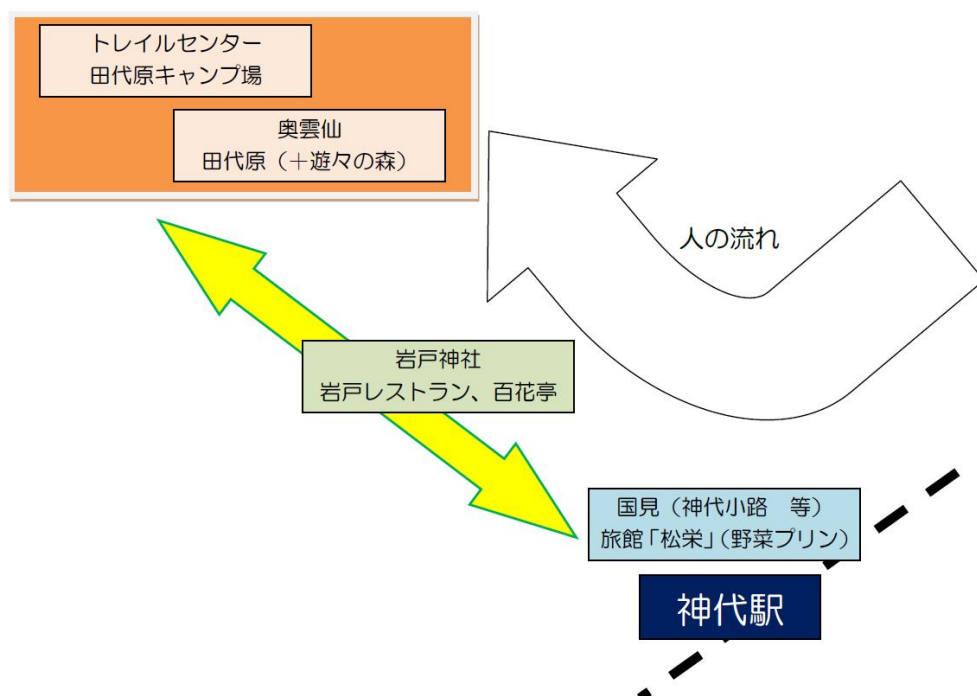 トレイルセンター
田代原キャンプ場
奥雲仙
田代原（＋遊々の森）
人の流れ
岩戸神社
岩戸レストラン、百花亭
国見（神代小路　等）
旅館「松栄」（野菜プリン）
神代駅